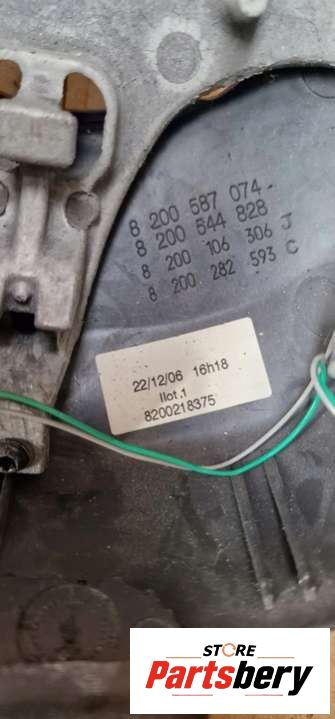 8 200 587 074-
8 200 544 828
8 200 106 306 J
8 200 282 593 C
22/12/06 16h18
Ilot.1
8200218375
STORE
Partsbery